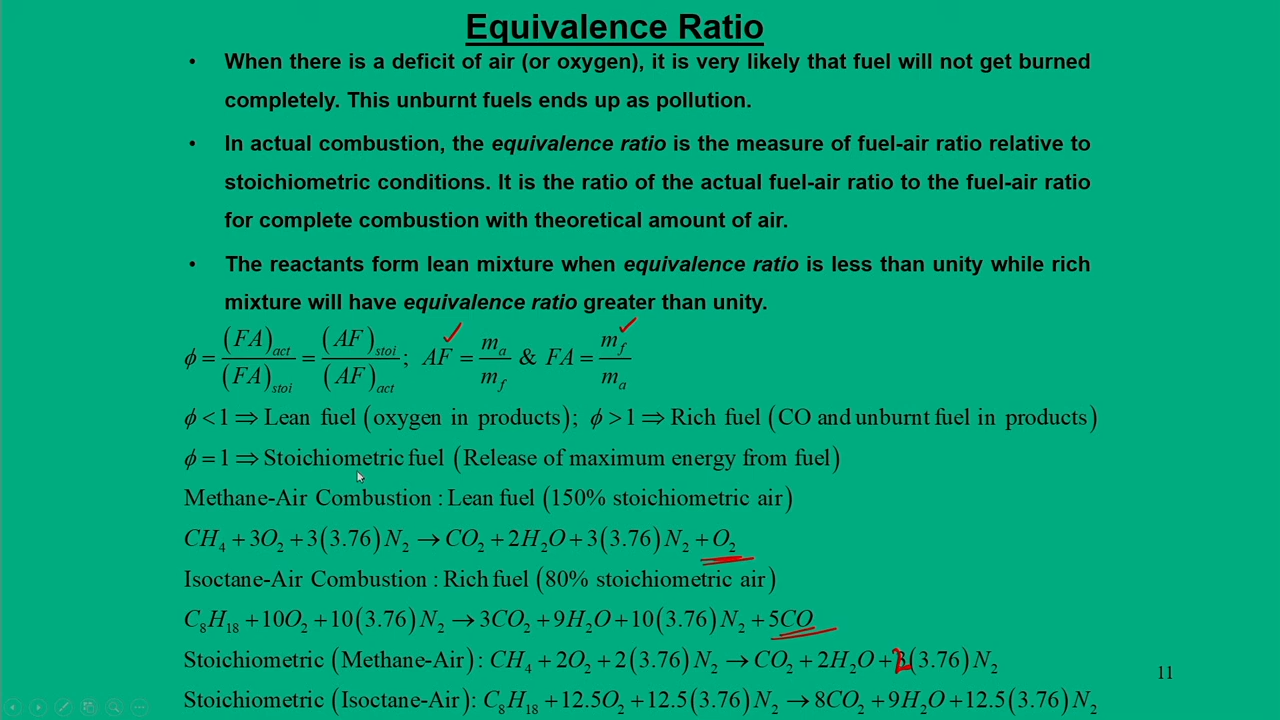 Equivalence Ratio
• When there is a deficit of air (or oxygen), it is very likely that fuel will not get burned
completely. This unburnt fuels ends up as pollution.
• In actual combustion, the equivalence ratio is the measure of fuel-air ratio relative to
stoichiometric conditions. It is the ratio of the actual fuel-air ratio to the fuel-air ratio
for complete combustion with theoretical amount of air.
• The reactants form lean mixture when equivalence ratio is less than unity while rich
mixture will have equivalence ratio greater than unity.
ϕ = (FA)act / (FA)stoi = (AF)stoi / (AF)act ; AF = ma / mf & FA = mf / ma
ϕ < 1 ⇒ Lean fuel (oxygen in products); ϕ > 1 ⇒ Rich fuel (CO and unburnt fuel in products)
ϕ = 1 ⇒ Stoichiometric fuel (Release of maximum energy from fuel)
Methane-Air Combustion : Lean fuel (150% stoichiometric air)
CH₄ + 3O₂ + 3(3.76)N₂ → CO₂ + 2H₂O + 3(3.76)N₂ + O₂
Isoctane-Air Combustion : Rich fuel (80% stoichiometric air)
C₈H₁₈ + 10O₂ + 10(3.76)N₂ → 3CO₂ + 9H₂O + 10(3.76)N₂ + 5CO
Stoichiometric (Methane-Air) : CH₄ + 2O₂ + 2(3.76)N₂ → CO₂ + 2H₂O + 2(3.76)N₂
11
Stoichiometric (Isoctane-Air): C₈H₁₈ + 12.5O₂ + 12.5(3.76)N₂ → 8CO₂ + 9H₂O + 12.5(3.76)N₂